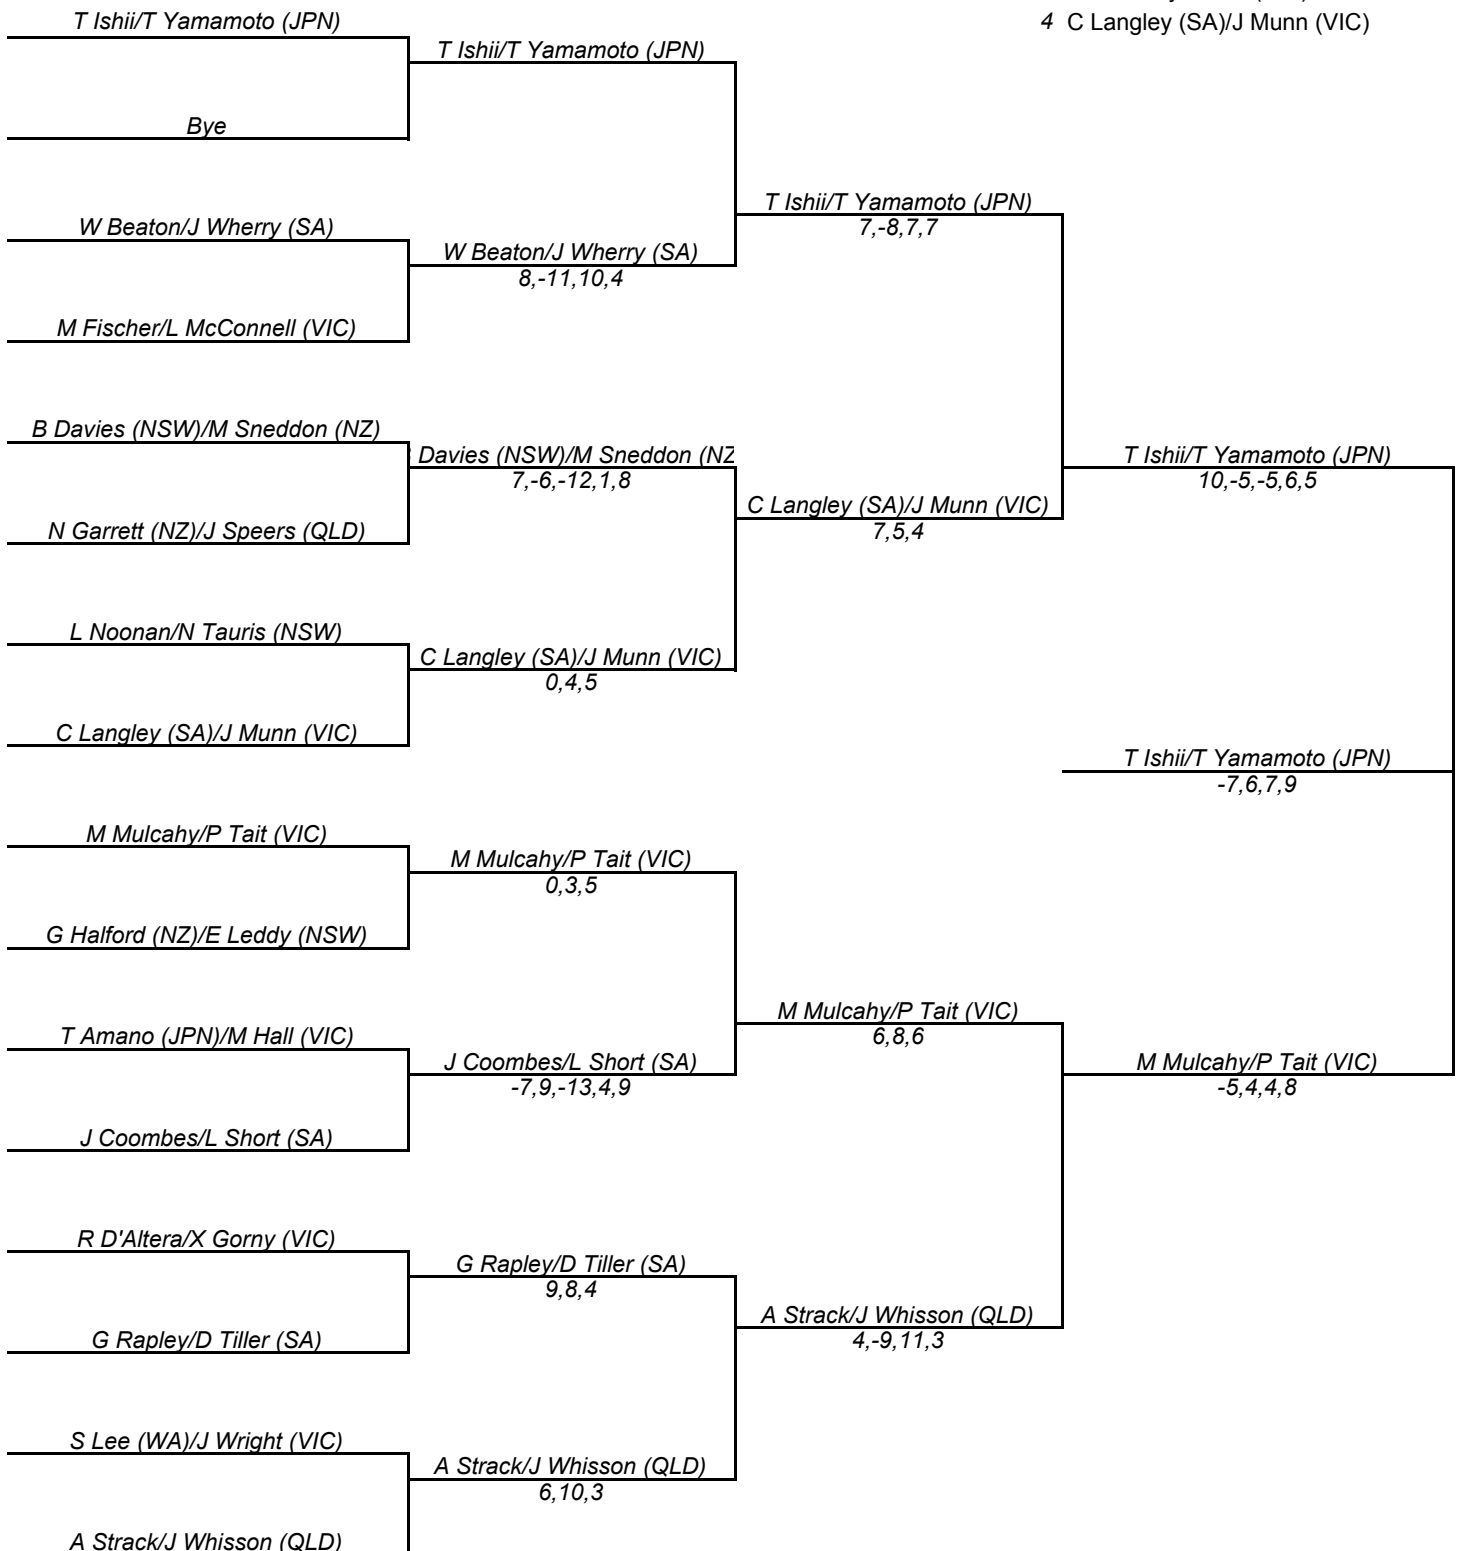 T Ishii/T Yamamoto (JPN)
4 C Langley (SA)/J Munn (VIC)
T Ishii/T Yamamoto (JPN)
Bye
T Ishii/T Yamamoto (JPN)
7,-8,7,7
W Beaton/J Wherry (SA)
W Beaton/J Wherry (SA)
8,-11,10,4
M Fischer/L McConnell (VIC)
B Davies (NSW)/M Sneddon (NZ)
Davies (NSW)/M Sneddon (NZ
7,-6,-12,1,8
T Ishii/T Yamamoto (JPN)
10,-5,-5,6,5
C Langley (SA)/J Munn (VIC)
7,5,4
N Garrett (NZ)/J Speers (QLD)
L Noonan/N Tauris (NSW)
C Langley (SA)/J Munn (VIC)
0,4,5
C Langley (SA)/J Munn (VIC)
T Ishii/T Yamamoto (JPN)
-7,6,7,9
M Mulcahy/P Tait (VIC)
M Mulcahy/P Tait (VIC)
0,3,5
G Halford (NZ)/E Leddy (NSW)
M Mulcahy/P Tait (VIC)
6,8,6
T Amano (JPN)/M Hall (VIC)
J Coombes/L Short (SA)
-7,9,-13,4,9
M Mulcahy/P Tait (VIC)
-5,4,4,8
J Coombes/L Short (SA)
R D'Altera/X Gorny (VIC)
G Rapley/D Tiller (SA)
9,8,4
A Strack/J Whisson (QLD)
4,-9,11,3
G Rapley/D Tiller (SA)
S Lee (WA)/J Wright (VIC)
A Strack/J Whisson (QLD)
6,10,3
A Strack/J Whisson (QLD)